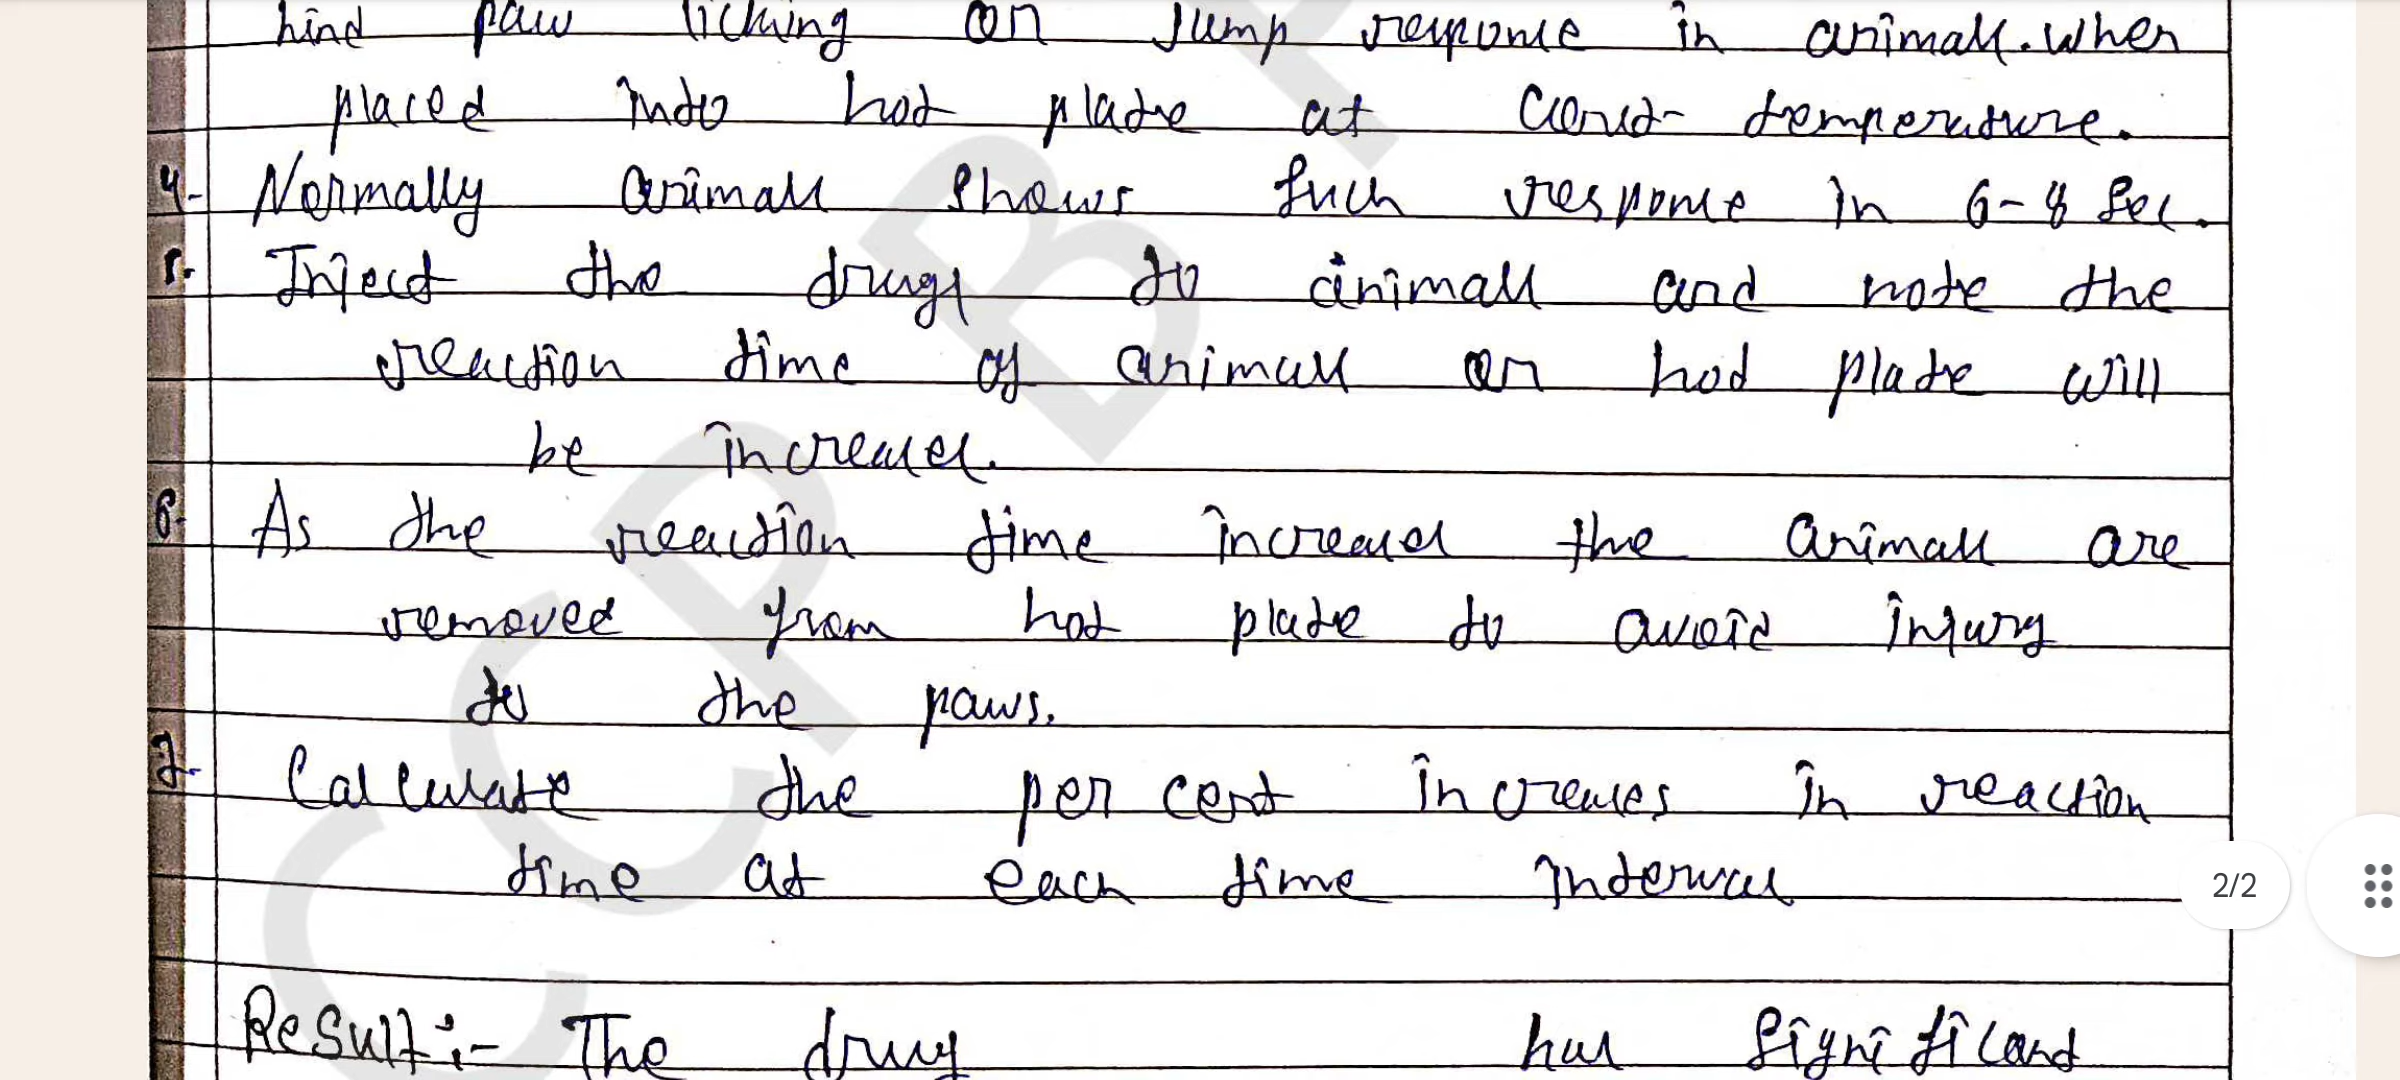 hind paw licking or Jump response in animals. When
placed into hot plate at const- temperature.
4- Normally animals shows such response in 6-8 sec.
5. Inject the drugs to animals and note the
reaction time of animals on hot plate will
be increases.
6. As the reaction time increases the animals are
removed from hot plate to avoid injury
to the paws.
7. Calculate the per cent increases in reaction
time at each time interval
2/2
Result:- The drug has significant
CCPBP